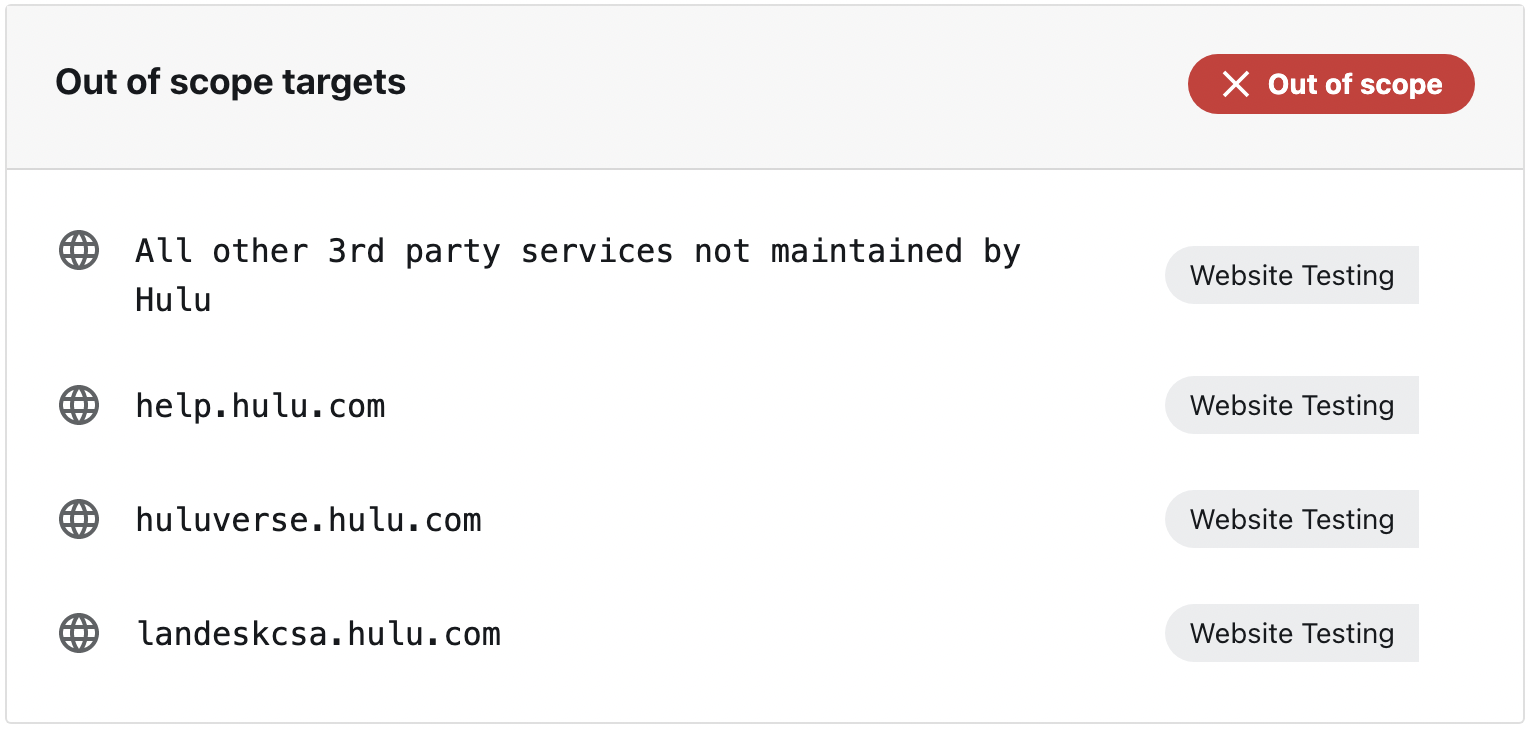 Out of scope targets
Out of scope
All other 3rd party services not maintained by
Hulu
Website Testing
help.hulu.com
Website Testing
huluverse.hulu.com
Website Testing
landeskcsa.hulu.com
Website Testing